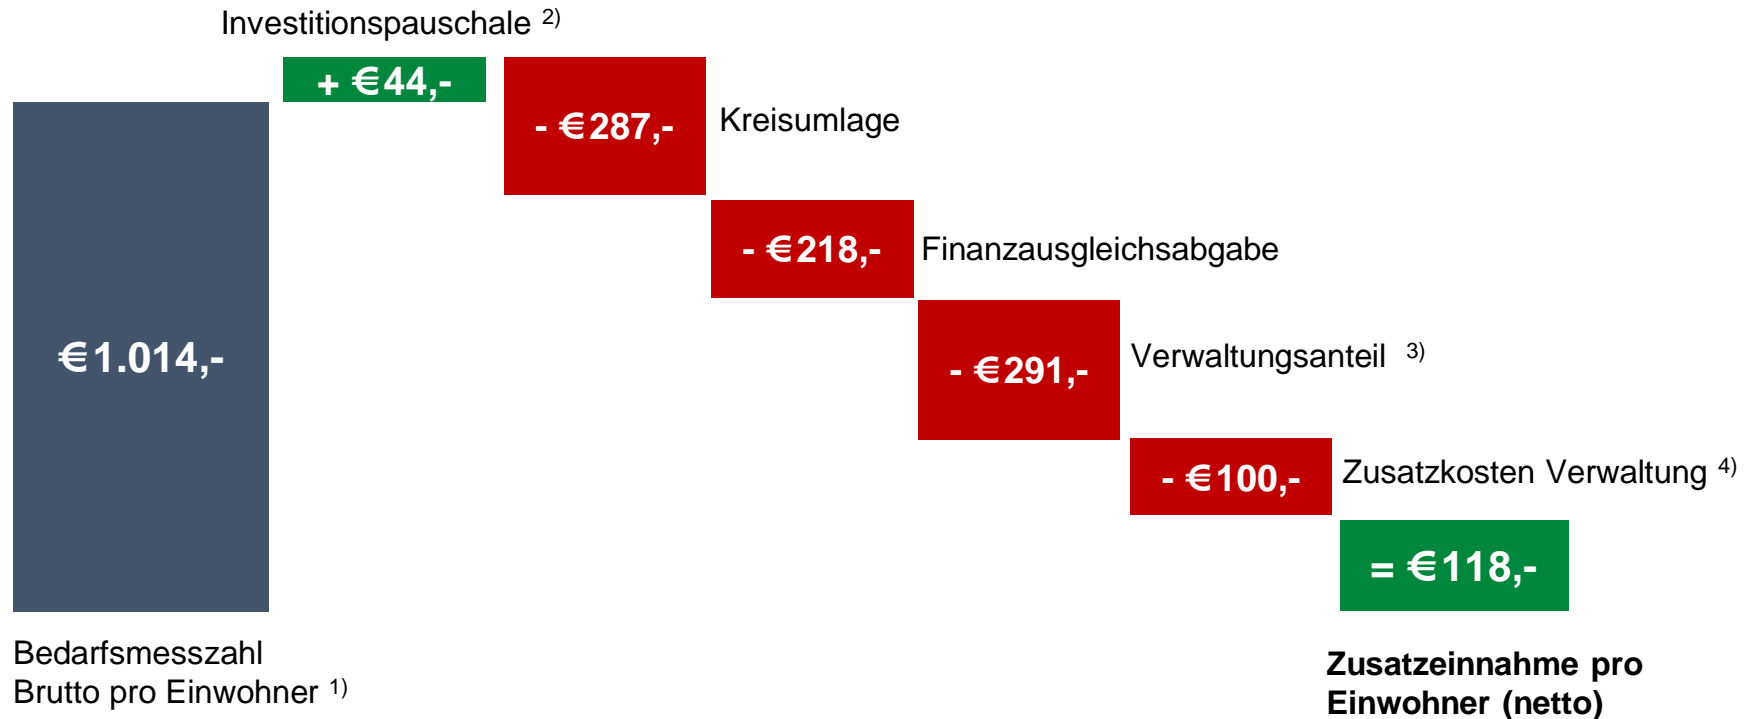 Investitionspauschale 2)
+ €44,-
- €287,-
Kreisumlage
- €218,-
Finanzausgleichsabgabe
€1.014,-
- €291,-
Verwaltungsanteil 3)
- €100,-
Zusatzkosten Verwaltung 4)
= €118,-
Bedarfsmesszahl
Brutto pro Einwohner 1)
Zusatzeinnahme pro
Einwohner (netto)